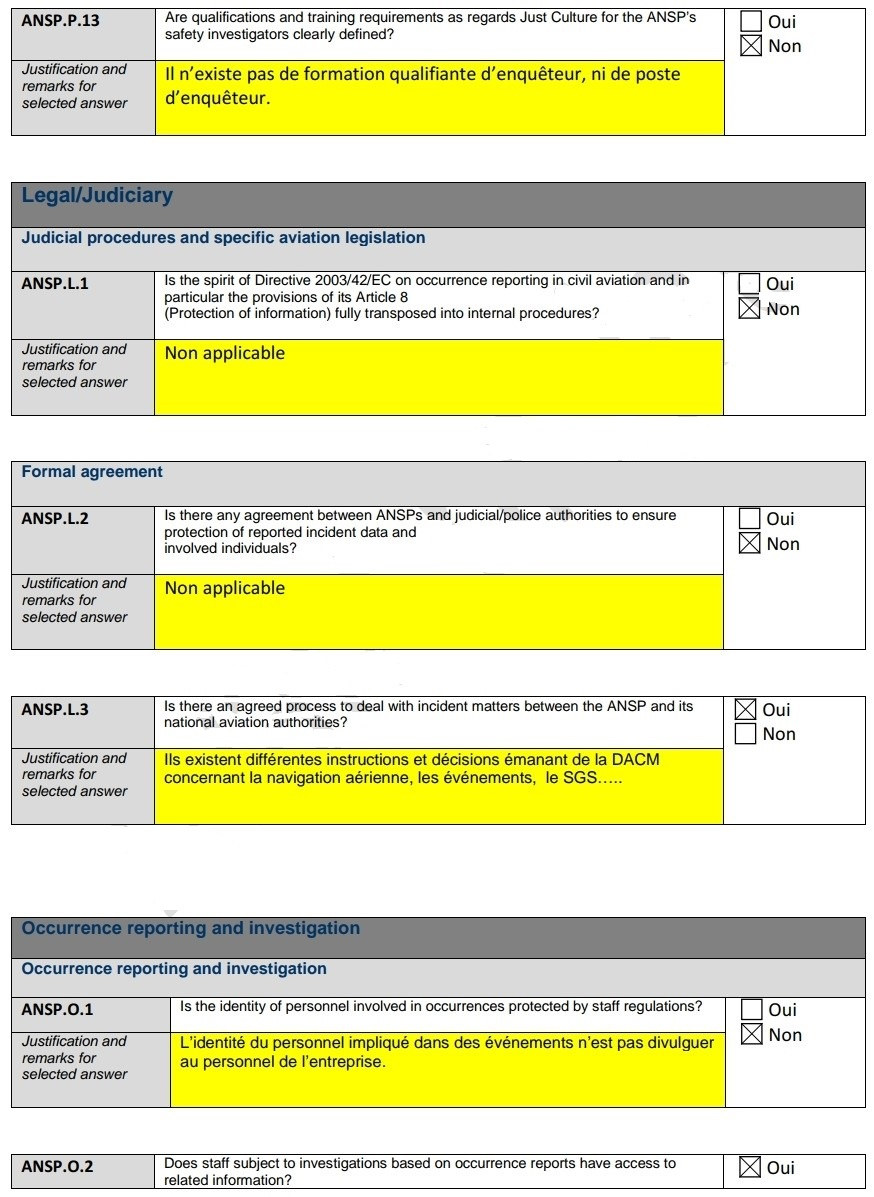 ANSP.P.13
Are qualifications and training requirements as regards Just Culture for the ANSP's
safety investigators clearly defined?
Oui
Non
Justification and
remarks for
selected answer
Il n'existe pas de formation qualifiante d'enquêteur, ni de poste
d'enquêteur.
Legal/Judiciary
Judicial procedures and specific aviation legislation
ANSP.L.1
Is the spirit of Directive 2003/42/EC on occurrence reporting in civil aviation and in
particular the provisions of its Article 8
(Protection of information) fully transposed into internal procedures?
Oui
Non
Justification and
remarks for
selected answer
Non applicable
Formal agreement
ANSP.L.2
Is there any agreement between ANSPs and judicial/police authorities to ensure
protection of reported incident data and
involved individuals?
Oui
Non
Justification and
remarks for
selected answer
Non applicable
ANSP.L.3
Is there an agreed process to deal with incident matters between the ANSP and its
national aviation authorities?
Oui
Non
Justification and
remarks for
selected answer
Ils existent différentes instructions et décisions émanant de la DACM
concernant la navigation aérienne, les événements,  le SGS…..
Occurrence reporting and investigation
Occurrence reporting and investigation
ANSP.O.1
Is the identity of personnel involved in occurrences protected by staff regulations?
Oui
Non
Justification and
remarks for
selected answer
L'identité du personnel impliqué dans des événements n'est pas divulguer
au personnel de l'entreprise.
ANSP.O.2
Does staff subject to investigations based on occurrence reports have access to
related information?
Oui